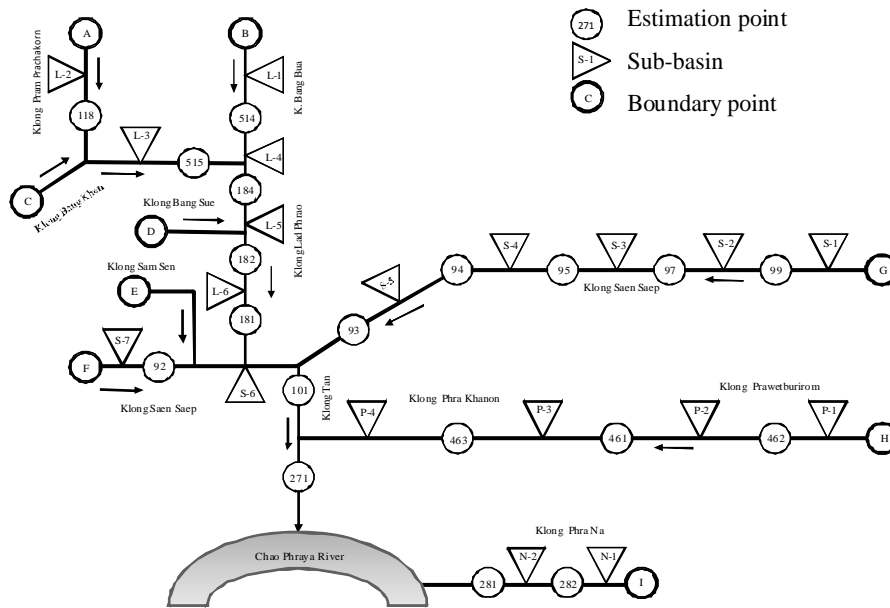 A
B
271
Estimation point
S-1
Sub-basin
C
Boundary point
Klong Prem Prachakorn
L-2
L-1
K. Bang Bua
118
514
L-3
515
L-4
184
C
Klong Bang Khen
Klong Bang Sue
D
L-5
Klong Lad Phrao
182
Klong Sam Sen
E
L-6
181
S-4
S-3
S-2
S-1
94
95
97
99
G
Klong Saen Saep
93
S-7
F
92
Klong Saen Saep
S-6
101
Klong Tan
Klong Phra Khanon
Klong Prawetburirom
P-4
P-3
P-2
P-1
463
461
462
H
271
Chao Phraya River
Klong Phra Na
N-2
N-1
281
282
I